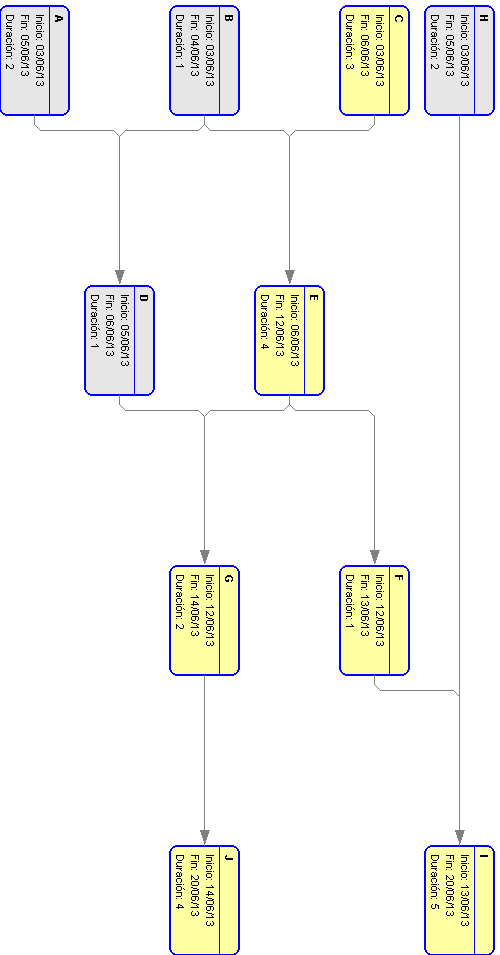 A
Inicio: 03/06/13
Fin: 05/06/13
Duración: 2
B
Inicio: 03/06/13
Fin: 04/06/13
Duración: 1
C
Inicio: 03/06/13
Fin: 06/06/13
Duración: 3
H
Inicio: 03/06/13
Fin: 05/06/13
Duración: 2
D
Inicio: 05/06/13
Fin: 06/06/13
Duración: 1
E
Inicio: 06/06/13
Fin: 12/06/13
Duración: 4
G
Inicio: 12/06/13
Fin: 14/06/13
Duración: 2
F
Inicio: 12/06/13
Fin: 13/06/13
Duración: 1
J
Inicio: 14/06/13
Fin: 20/06/13
Duración: 4
I
Inicio: 13/06/13
Fin: 20/06/13
Duración: 5